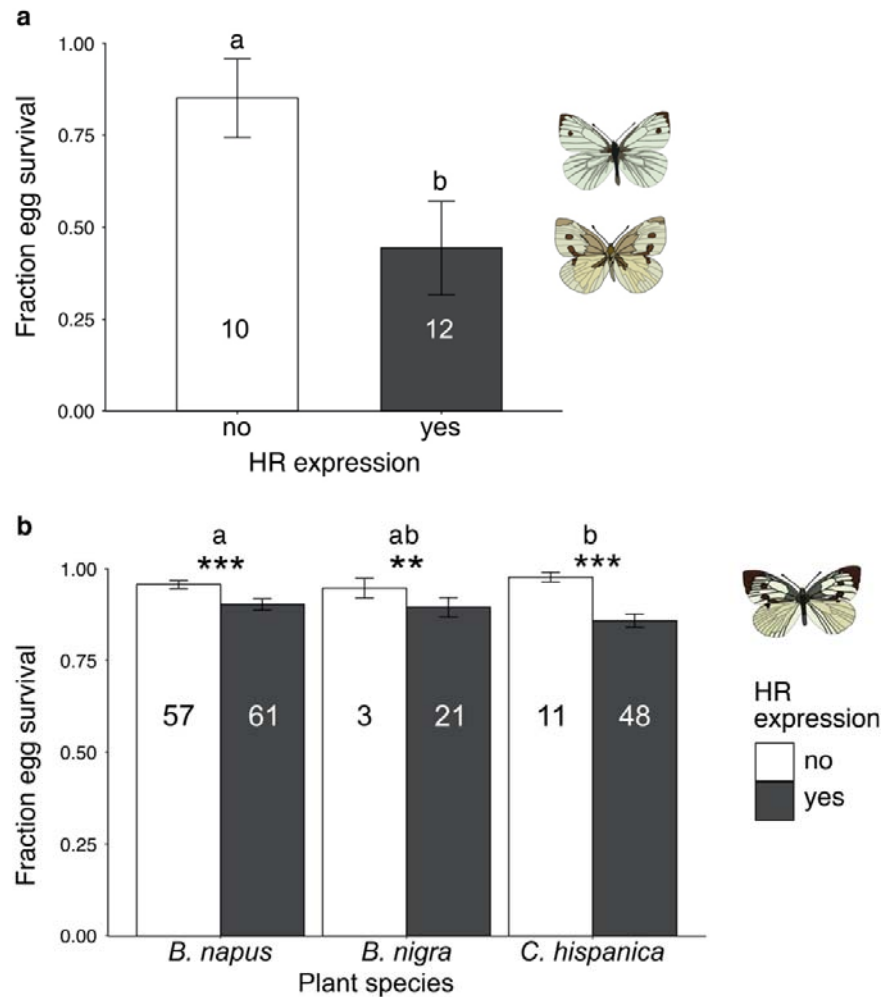 a
Fraction egg survival
1.00
0.75
0.50
0.25
0.00
a
b
10
12
no
yes
HR expression
b
Fraction egg survival
1.00
0.75
0.50
0.25
0.00
a
ab
b
***
**
***
57
61
3
21
11
48
B. napus
B. nigra
C. hispanica
Plant species
HR
expression
no
yes